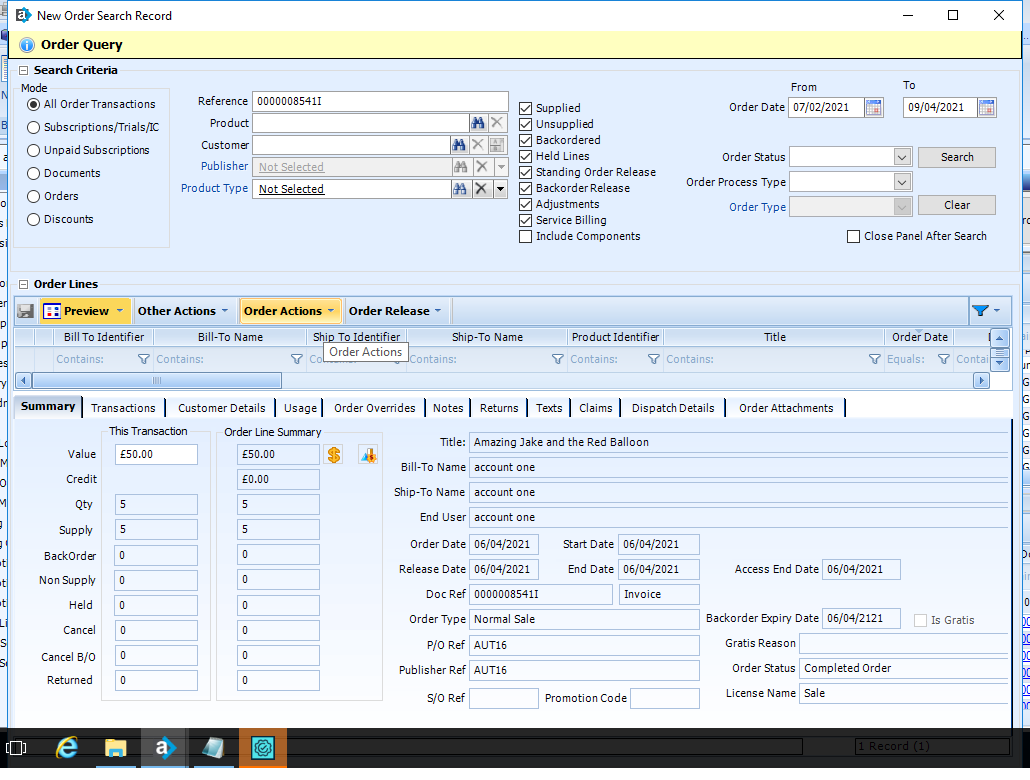 New Order Search Record
Order Query
Search Criteria
Mode
All Order Transactions
Subscriptions/Trials/IC
Unpaid Subscriptions
Documents
Orders
Discounts
Reference 0000008541I
Product
Customer
Publisher Not Selected
Product Type Not Selected
Supplied
Unsupplied
Backordered
Held Lines
Standing Order Release
Backorder Release
Adjustments
Service Billing
Include Components
From To
Order Date 07/02/2021 09/04/2021
Order Status Search
Order Process Type
Order Type Clear
Close Panel After Search
Order Lines
Preview Other Actions Order Actions Order Release
Bill To Identifier Bill-To Name Ship To Identifier Ship-To Name Product Identifier Title Order Date
Order Actions
Contains: Contains: Contains: Contains: Contains: Equals: Contai
Summary Transactions Customer Details Usage Order Overrides Notes Returns Texts Claims Dispatch Details Order Attachments
This Transaction Order Line Summary
Value £50.00 £50.00
Credit £0.00
Qty 5 5
Supply 5 5
BackOrder 0 0
Non Supply 0 0
Held 0 0
Cancel 0 0
Cancel B/O 0 0
Returned 0 0
Title: Amazing Jake and the Red Balloon
Bill-To Name account one
Ship-To Name account one
End User account one
Order Date 06/04/2021 Start Date 06/04/2021
Release Date 06/04/2021 End Date 06/04/2021 Access End Date 06/04/2021
Doc Ref 0000008541I Invoice
Order Type Normal Sale Backorder Expiry Date 06/04/2121 Is Gratis
P/O Ref AUT16 Gratis Reason
Publisher Ref AUT16 Order Status Completed Order
S/O Ref Promotion Code License Name Sale
1 Record (1)